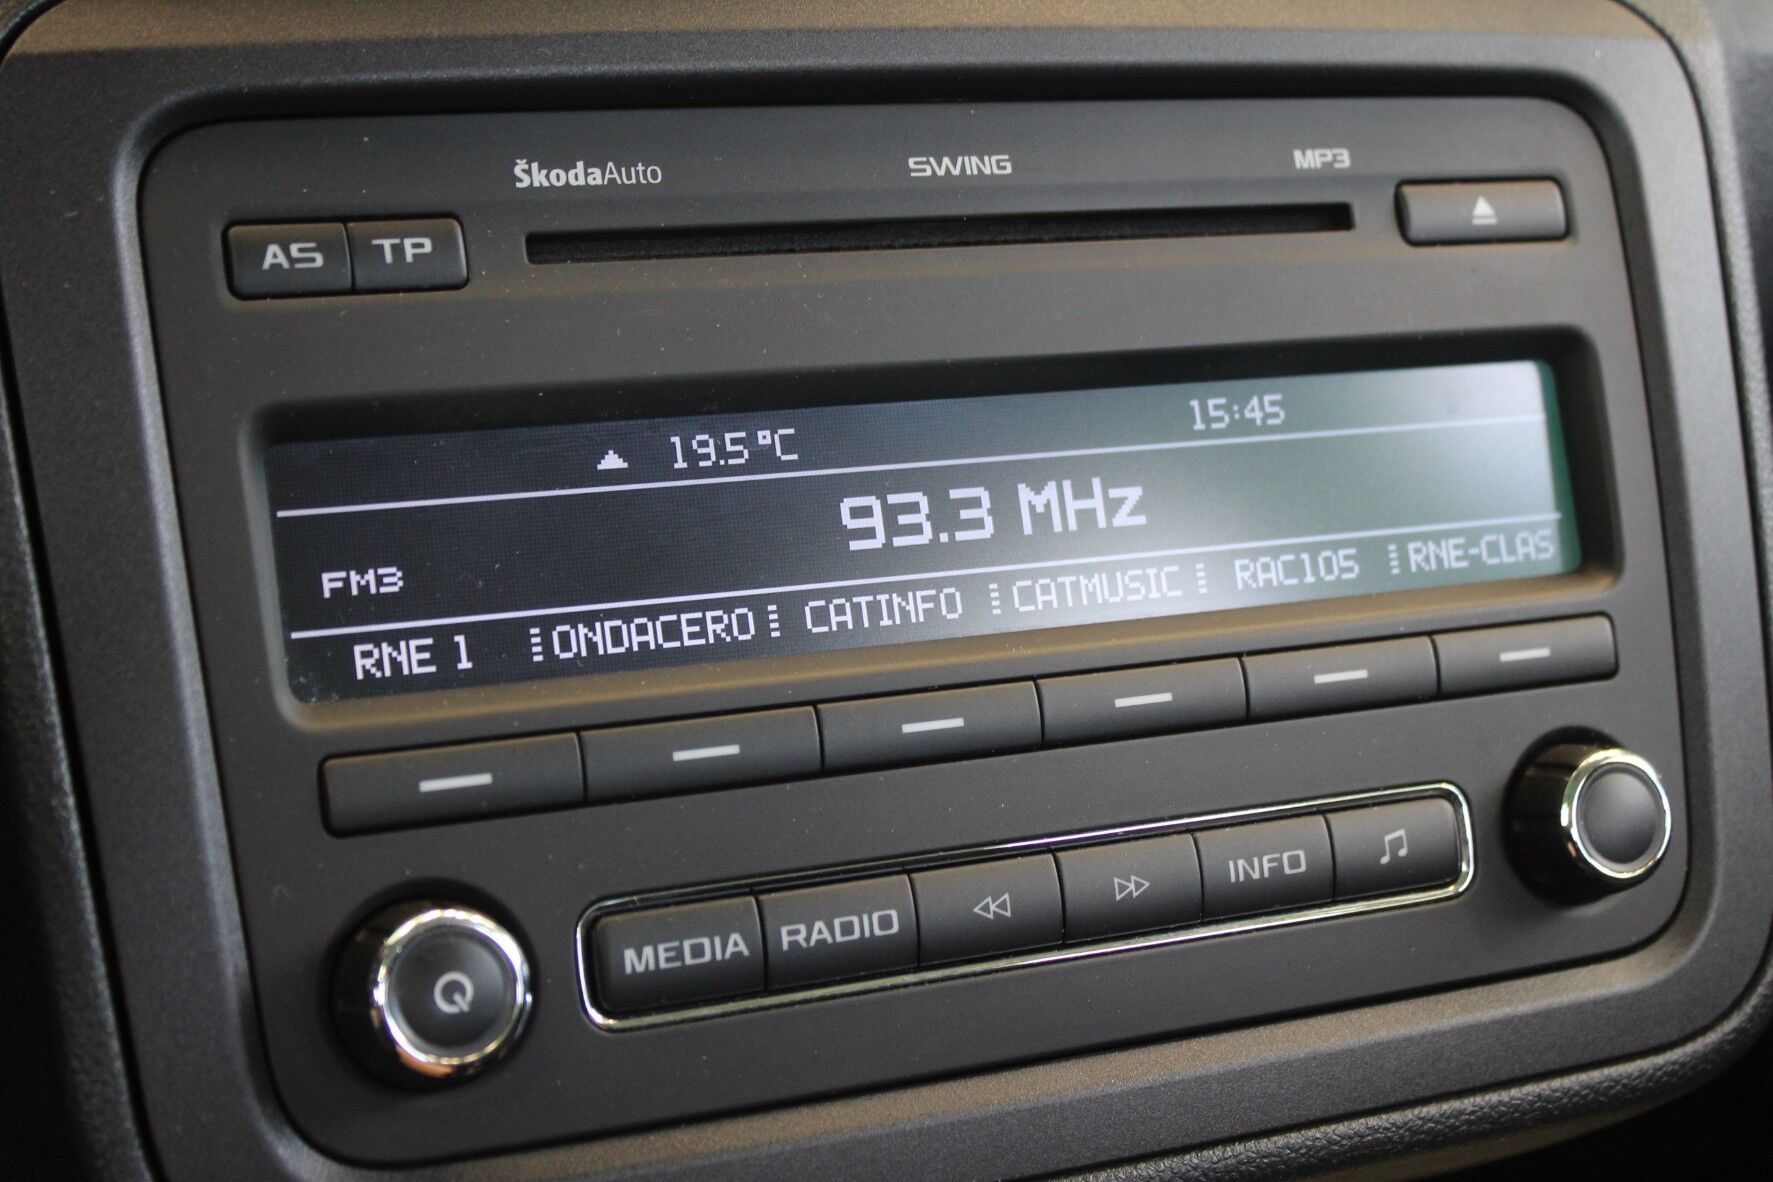 ŠkodaAuto SWING MP3
AS TP
19.5°C 15:45
93.3 MHz
FM3
RNE 1 ONDACERO CATINFO CATMUSIC RAC105 RNE-CLAS
MEDIA RADIO INFO